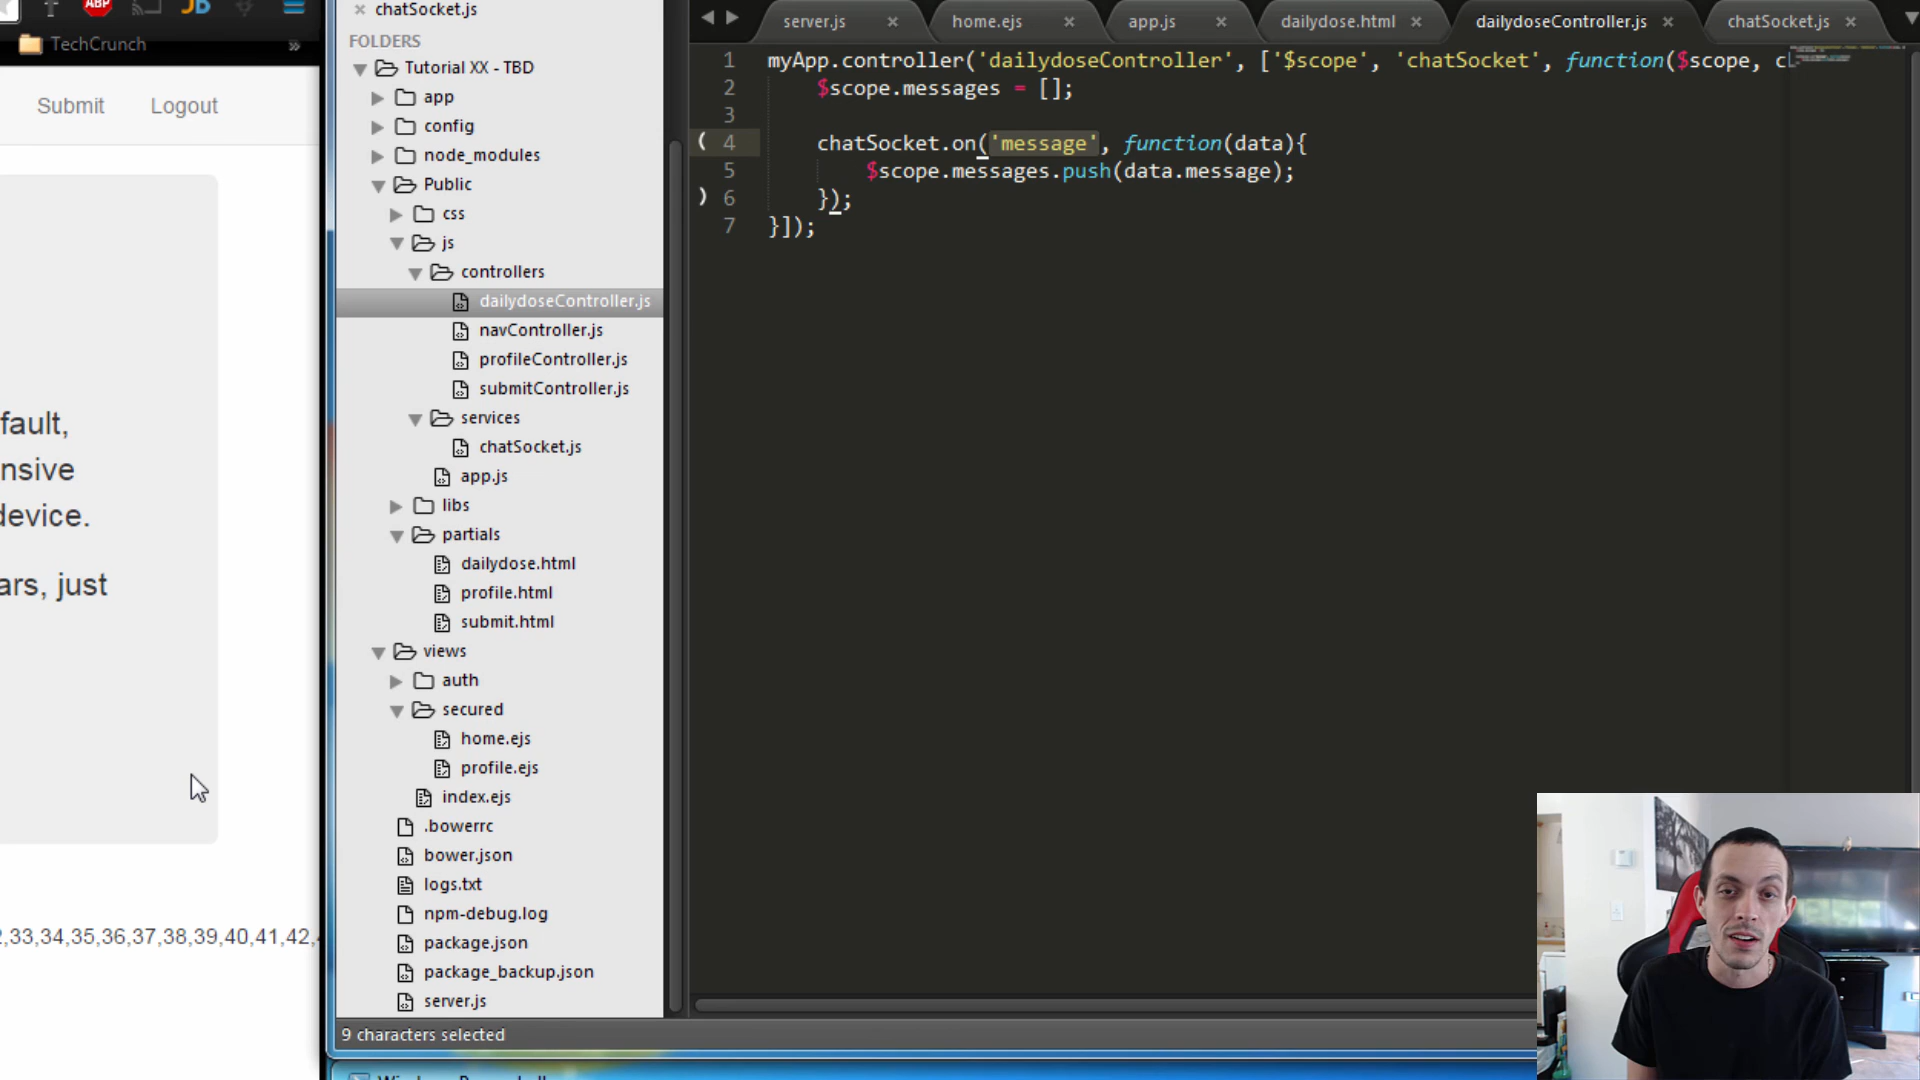 chatSocket.js
FOLDERS
Tutorial XX - TBD
app
config
node_modules
Public
css
js
controllers
dailydoseController.js
navController.js
profileController.js
submitController.js
services
chatSocket.js
app.js
libs
partials
dailydose.html
profile.html
submit.html
views
auth
secured
home.ejs
profile.ejs
index.ejs
.bowerrc
bower.json
logs.txt
npm-debug.log
package.json
package_backup.json
server.js
9 characters selected
ABP
JB
TechCrunch
»
Submit Logout
fault,
nsive
device.
ars, just
,33,34,35,36,37,38,39,40,41,42,
server.js home.ejs app.js dailydose.html dailydoseController.js chatSocket.js
1 myApp.controller('dailydoseController', ['$scope', 'chatSocket', function($scope, c
2 $scope.messages = [];
3
4 chatSocket.on('message', function(data){
5 $scope.messages.push(data.message);
6 });
7 }]);